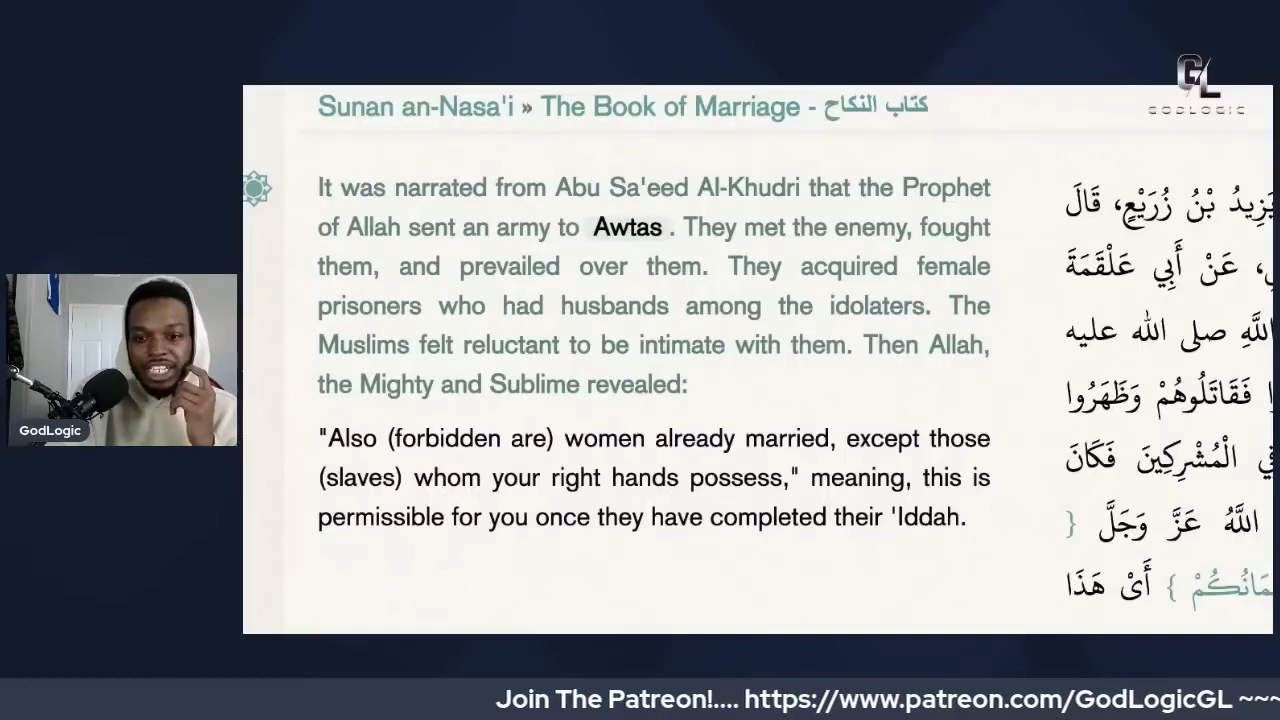 GL
GODLOGIC
Sunan an-Nasa'i » The Book of Marriage - كتاب النكاح
It was narrated from Abu Sa'eed Al-Khudri that the Prophet
of Allah sent an army to Awtas . They met the enemy, fought
them, and prevailed over them. They acquired female
prisoners who had husbands among the idolaters. The
Muslims felt reluctant to be intimate with them. Then Allah,
the Mighty and Sublime revealed:
"Also (forbidden are) women already married, except those
(slaves) whom your right hands possess," meaning, this is
permissible for you once they have completed their 'Iddah.
يَزِيدُ بْنُ زُرَيْعٍ، قَالَ
عَنْ أَبِي عَلْقَمَةَ
اللَّهِ صلى الله عليه
فَقَاتَلُوهُمْ وَظَهَرُوا
الْمُشْرِكِينَ فَكَانَ
اللَّهُ عَزَّ وَجَلَّ {
} أَىْ هَذَا
GodLogic
Join The Patreon!.... https://www.patreon.com/GodLogicGL ~~~